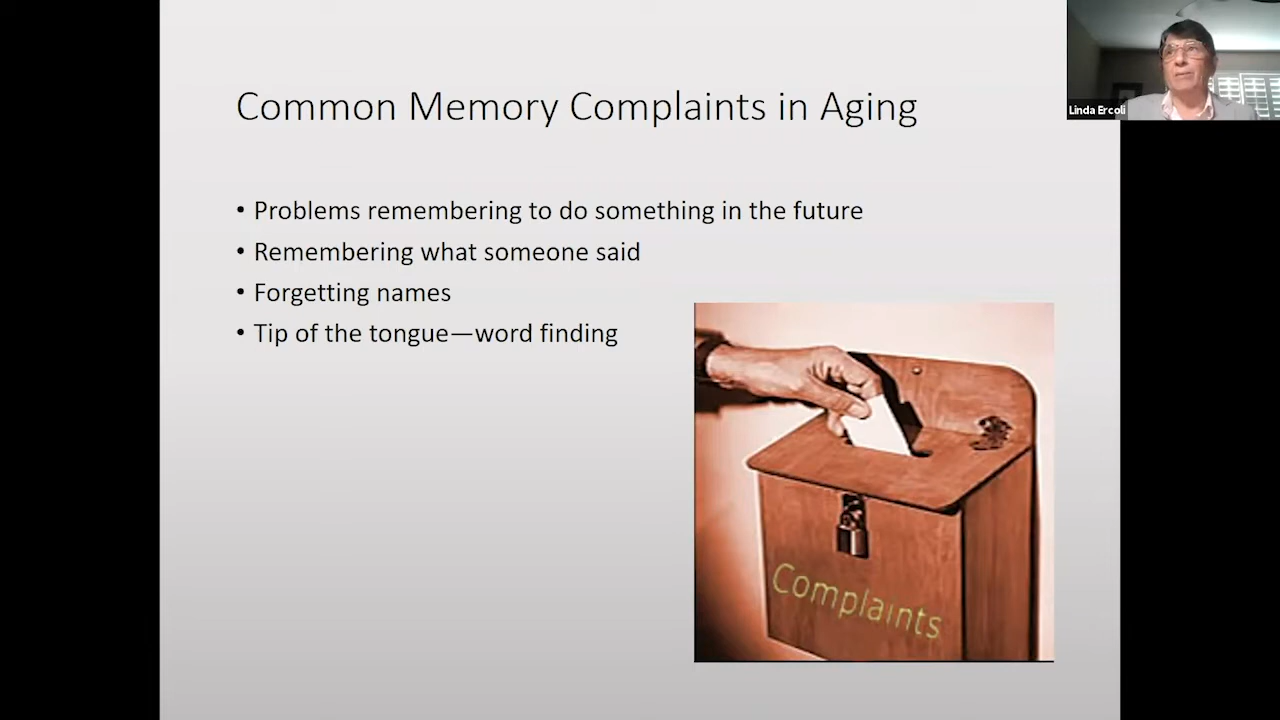 Common Memory Complaints in Aging
• Problems remembering to do something in the future
• Remembering what someone said
• Forgetting names
• Tip of the tongue—word finding
Complaints
Linda Ercoli